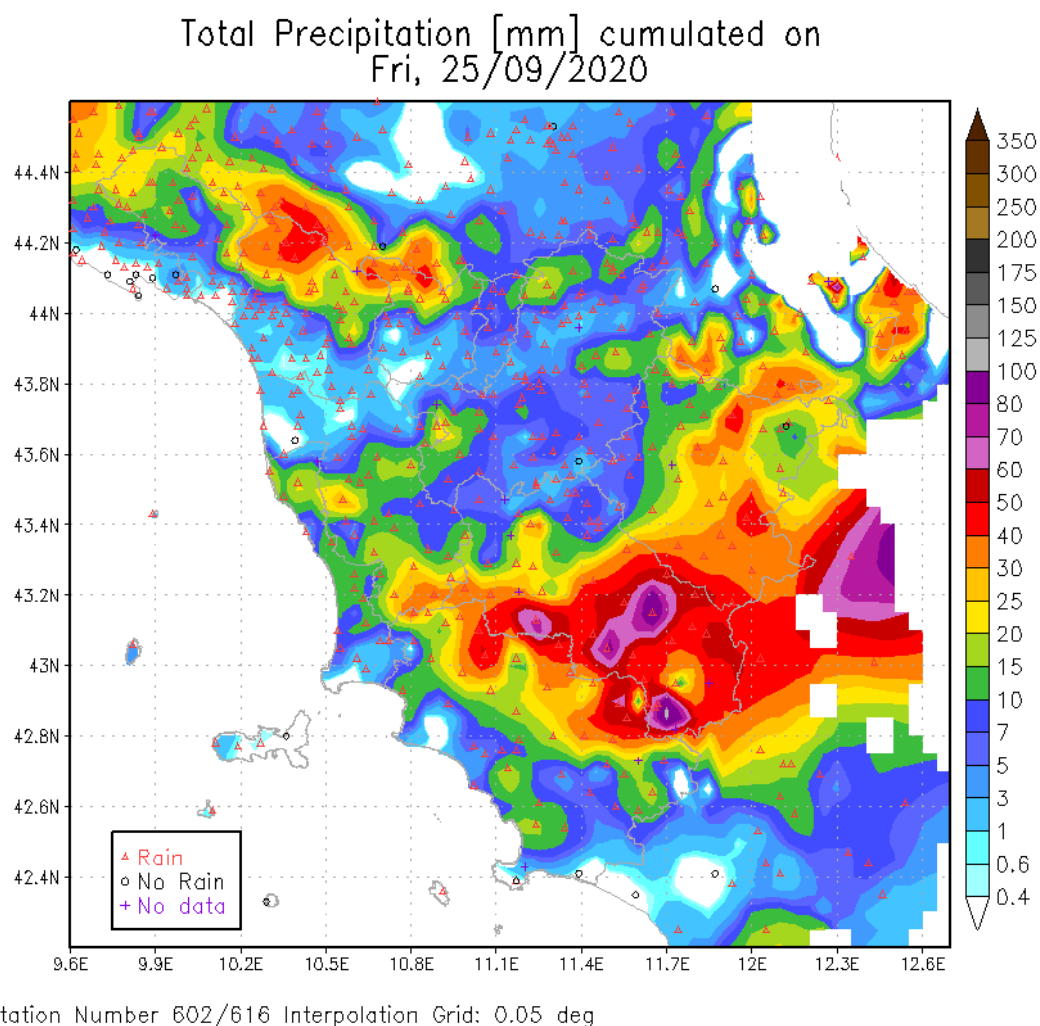 Total Precipitation [mm] cumulated on
Fri, 25/09/2020
44.4N
44.2N
44N
43.8N
43.6N
43.4N
43.2N
43N
42.8N
42.6N
42.4N
9.6E 9.9E 10.2E 10.5E 10.8E 11.1E 11.4E 11.7E 12E 12.3E 12.6E
350
300
250
200
175
150
125
100
80
70
60
50
40
30
25
20
15
10
7
5
3
1
0.6
0.4
Rain
No Rain
No data
tation Number 602/616 Interpolation Grid: 0.05 deg